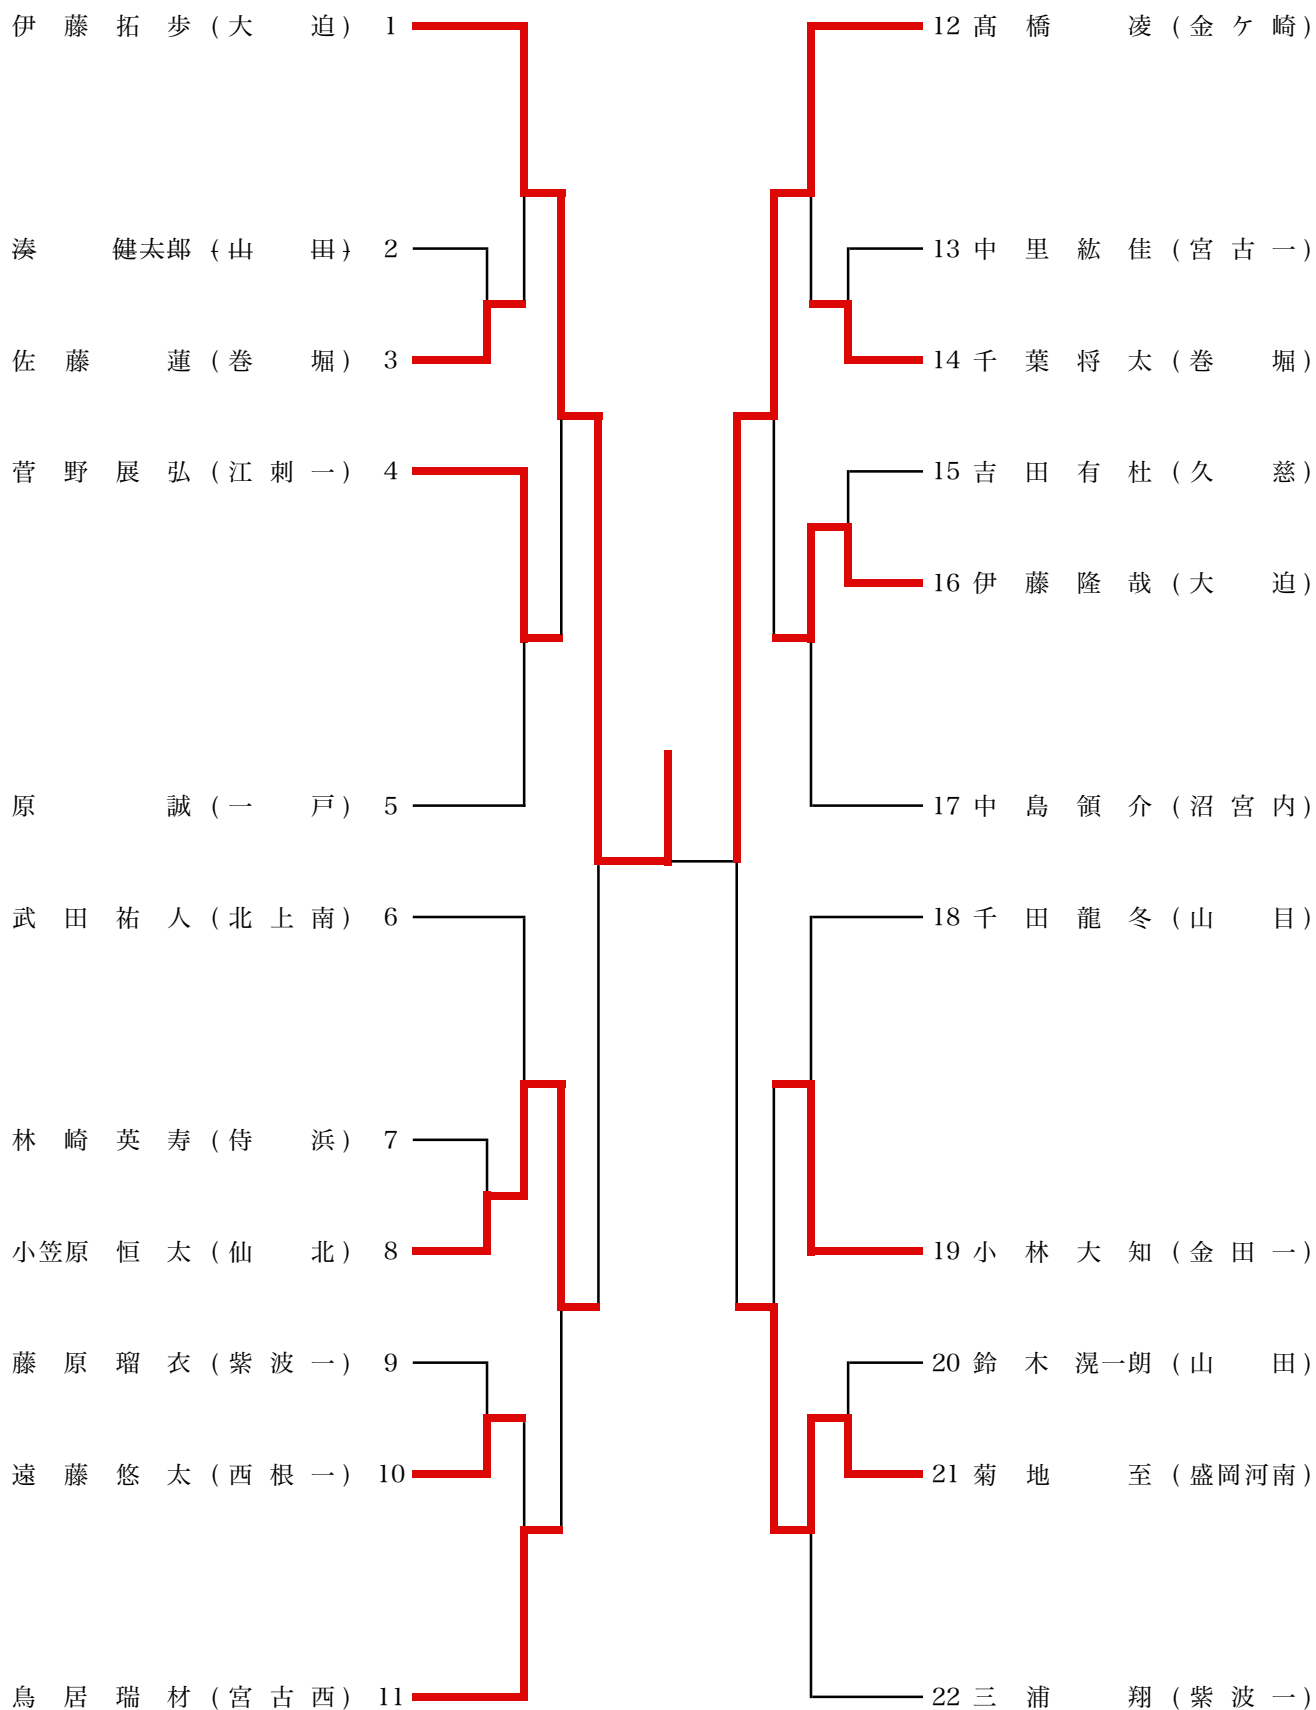 伊藤拓歩(大迫) 1
湊健太郎(山田) 2
佐藤蓮(巻堀) 3
菅野展弘(江刺一) 4
原誠(一戸) 5
武田祐人(北上南) 6
林崎英寿(侍浜) 7
小笠原恒太(仙北) 8
藤原瑠衣(紫波一) 9
遠藤悠太(西根一) 10
鳥居瑞材(宮古西) 11
12 髙橋凌(金ケ崎)
13 中里紘佳(宮古一)
14 千葉将太(巻堀)
15 吉田有杜(久慈)
16 伊藤隆哉(大迫)
17 中島領介(沼宮内)
18 千田龍冬(山目)
19 小林大知(金田一)
20 鈴木滉一朗(山田)
21 菊地至(盛岡河南)
22 三浦翔(紫波一)